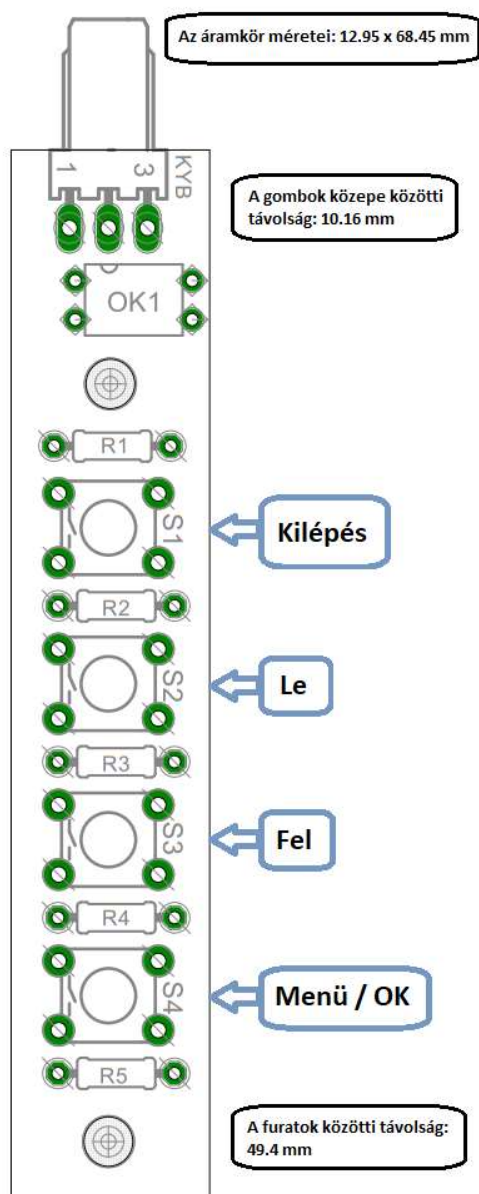 Az áramkör méretei: 12.95 x 68.45 mm
1
3
KYB
A gombok közepe közötti
távolság: 10.16 mm
OK1
R1
S1
Kilépés
R2
S2
Le
R3
S3
Fel
R4
S4
Menü / OK
R5
A furatok közötti távolság:
49.4 mm